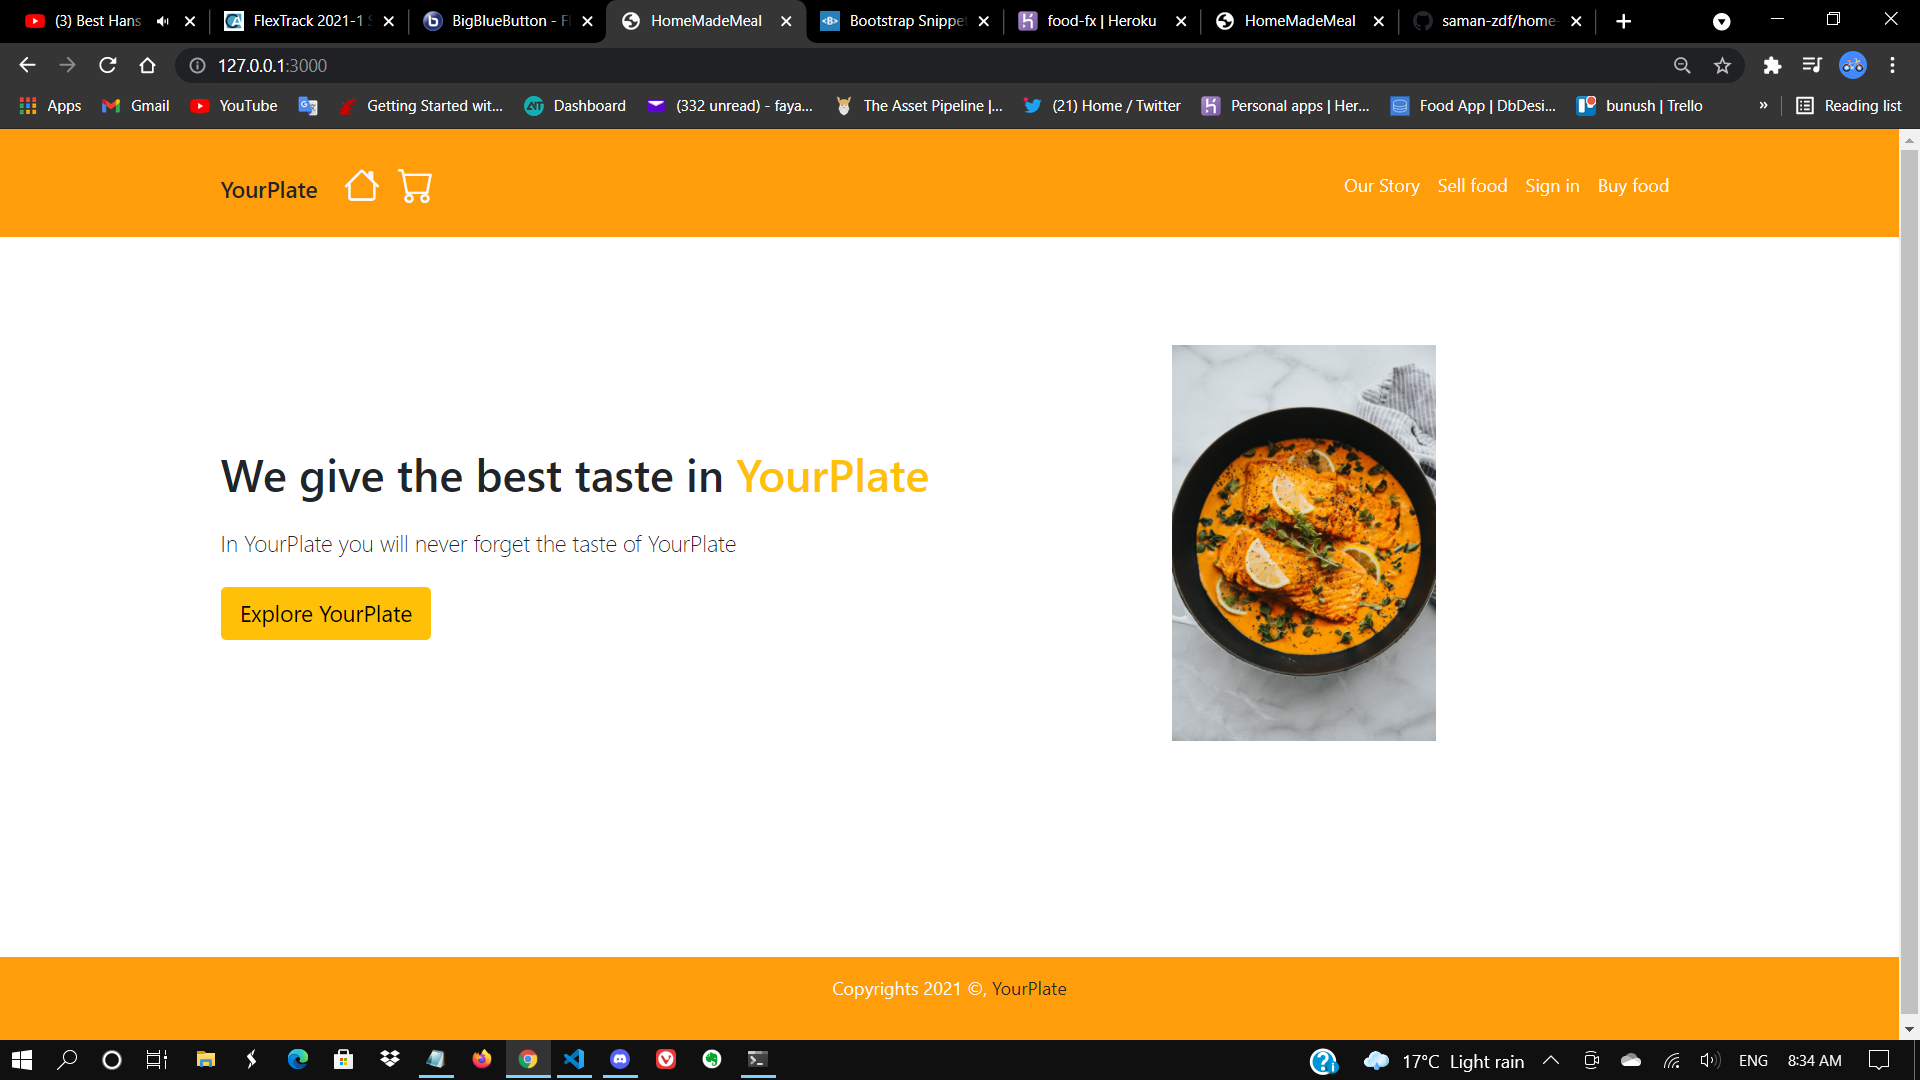 (3) Best Hans
FlexTrack 2021-1 S
BigBlueButton - Fl
HomeMadeMeal
Bootstrap Snippet
food-fx | Heroku
HomeMadeMeal
saman-zdf/home-
127.0.0.1:3000
Apps
Gmail
YouTube
Getting Started wit...
Dashboard
(332 unread) - faya...
The Asset Pipeline |...
(21) Home / Twitter
Personal apps | Her...
Food App | DbDesi...
bunush | Trello
»
Reading list
YourPlate
Our Story
Sell food
Sign in
Buy food
We give the best taste in YourPlate
In YourPlate you will never forget the taste of YourPlate
Explore YourPlate
Copyrights 2021 ©, YourPlate
17°C Light rain
ENG
8:34 AM